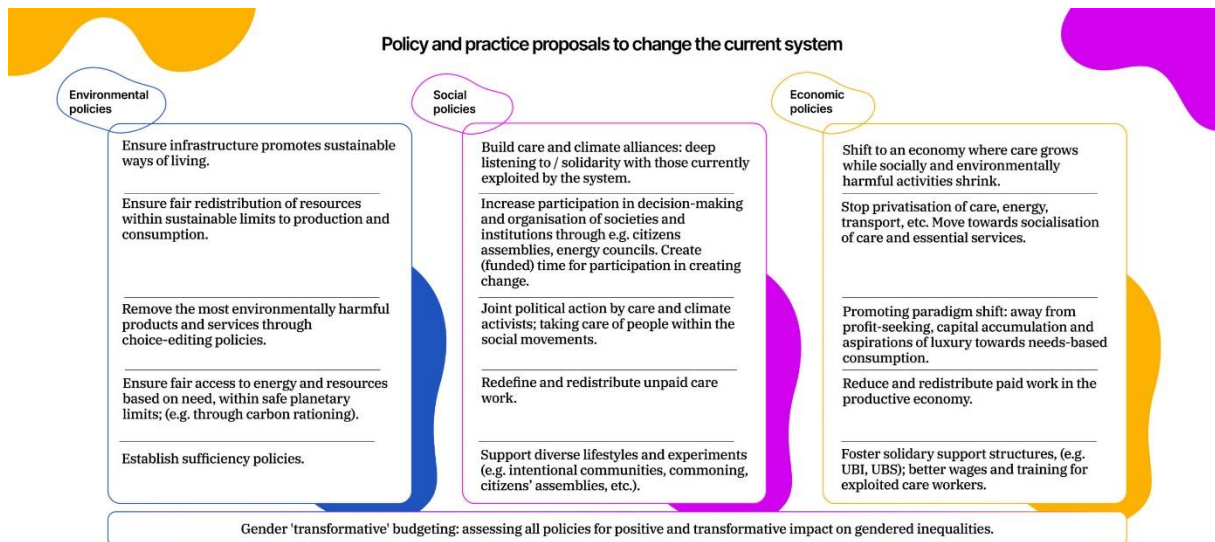 Policy and practice proposals to change the current system
Environmental
policies
Ensure infrastructure promotes sustainable
ways of living.
Ensure fair redistribution of resources
within sustainable limits to production and
consumption.
Remove the most environmentally harmful
products and services through
choice-editing policies.
Ensure fair access to energy and resources
based on need, within safe planetary
limits; (e.g. through carbon rationing).
Establish sufficiency policies.
Social
policies
Build care and climate alliances: deep
listening to / solidarity with those currently
exploited by the system.
Increase participation in decision-making
and organisation of societies and
institutions through e.g. citizens
assemblies, energy councils. Create
(funded) time for participation in creating
change.
Joint political action by care and climate
activists; taking care of people within the
social movements.
Redefine and redistribute unpaid care
work.
Support diverse lifestyles and experiments
(e.g. intentional communities, commoning,
citizens’ assemblies, etc.).
Economic
policies
Shift to an economy where care grows
while socially and environmentally
harmful activities shrink.
Stop privatisation of care, energy,
transport, etc. Move towards socialisation
of care and essential services.
Promoting paradigm shift: away from
profit-seeking, capital accumulation and
aspirations of luxury towards needs-based
consumption.
Reduce and redistribute paid work in the
productive economy.
Foster solidary support structures, (e.g.
UBI, UBS); better wages and training for
exploited care workers.
Gender 'transformative' budgeting: assessing all policies for positive and transformative impact on gendered inequalities.